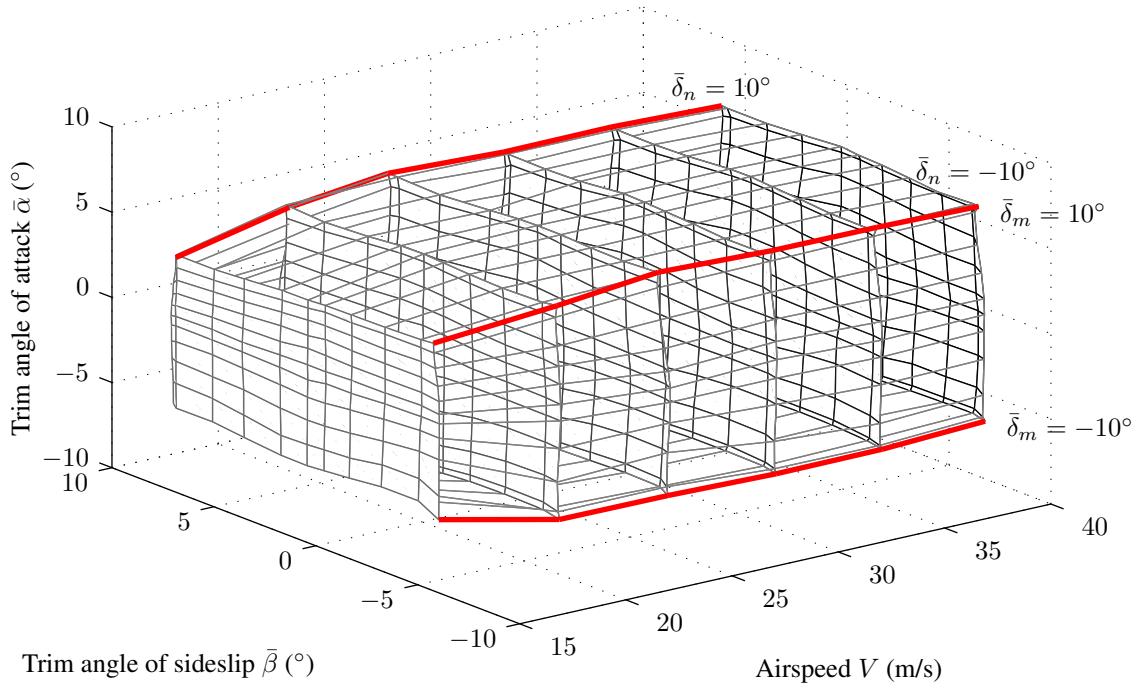 δ̄ₙ = 10°
δ̄ₙ = −10°
δ̄ₘ = 10°
δ̄ₘ = −10°
Trim angle of attack ᾱ (°)
10
5
0
−5
−10
10
5
0
−5
−10
15
20
25
30
35
40
Trim angle of sideslip β̄ (°)
Airspeed V (m/s)